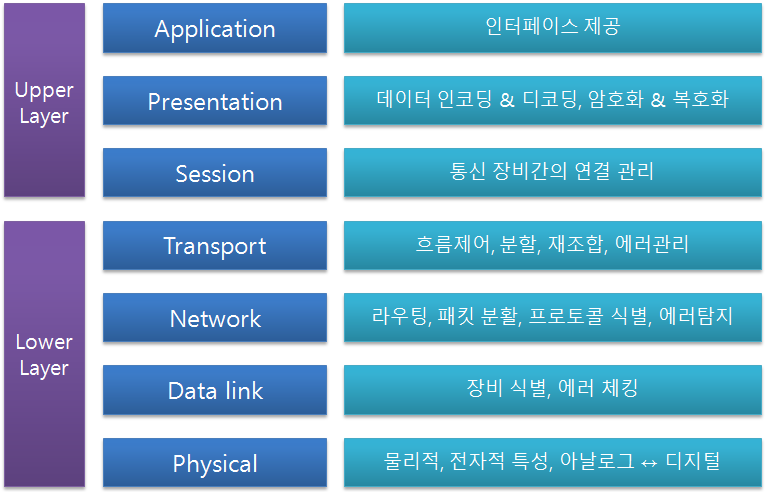 Upper
Layer
Application
인터페이스 제공
Presentation
데이터 인코딩 & 디코딩, 암호화 & 복호화
Session
통신 장비간의 연결 관리
Lower
Layer
Transport
흐름제어, 분할, 재조합, 에러관리
Network
라우팅, 패킷 분활, 프로토콜 식별, 에러탐지
Data link
장비 식별, 에러 체킹
Physical
물리적, 전자적 특성, 아날로그 ↔ 디지털